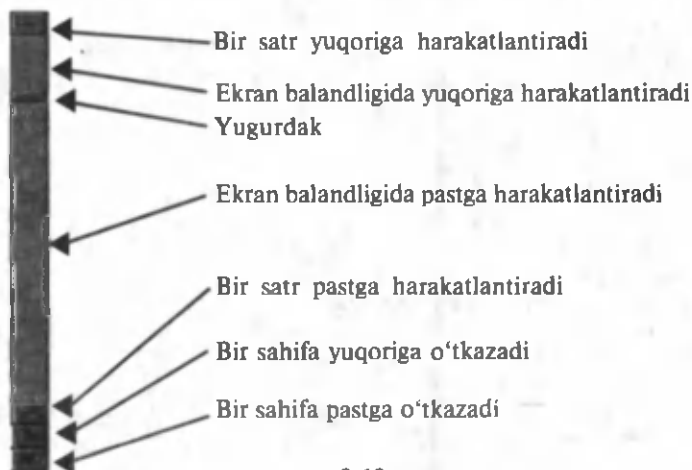 Bir satr yuqoriga harakatlantiradi
Ekran balandligida yuqoriga harakatlantiradi
Yugurdak
Ekran balandligida pastga harakatlantiradi
Bir satr pastga harakatlantiradi
Bir sahifa yuqoriga o‘tkazadi
Bir sahifa pastga o‘tkazadi